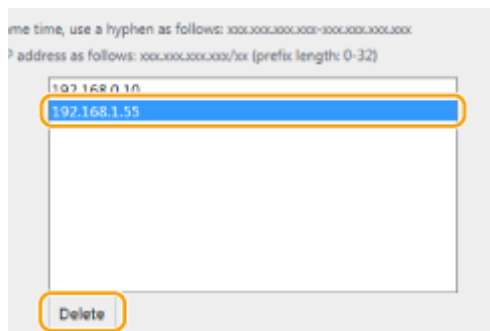 me time, use a hyphen as follows: xxx.xxx.xxx.xxx-xxx.xxx.xxx.xxx
P address as follows: xxx.xxx.xxx.xxx/xx (prefix length: 0-32)
192.168.0.10
192.168.1.55
Delete